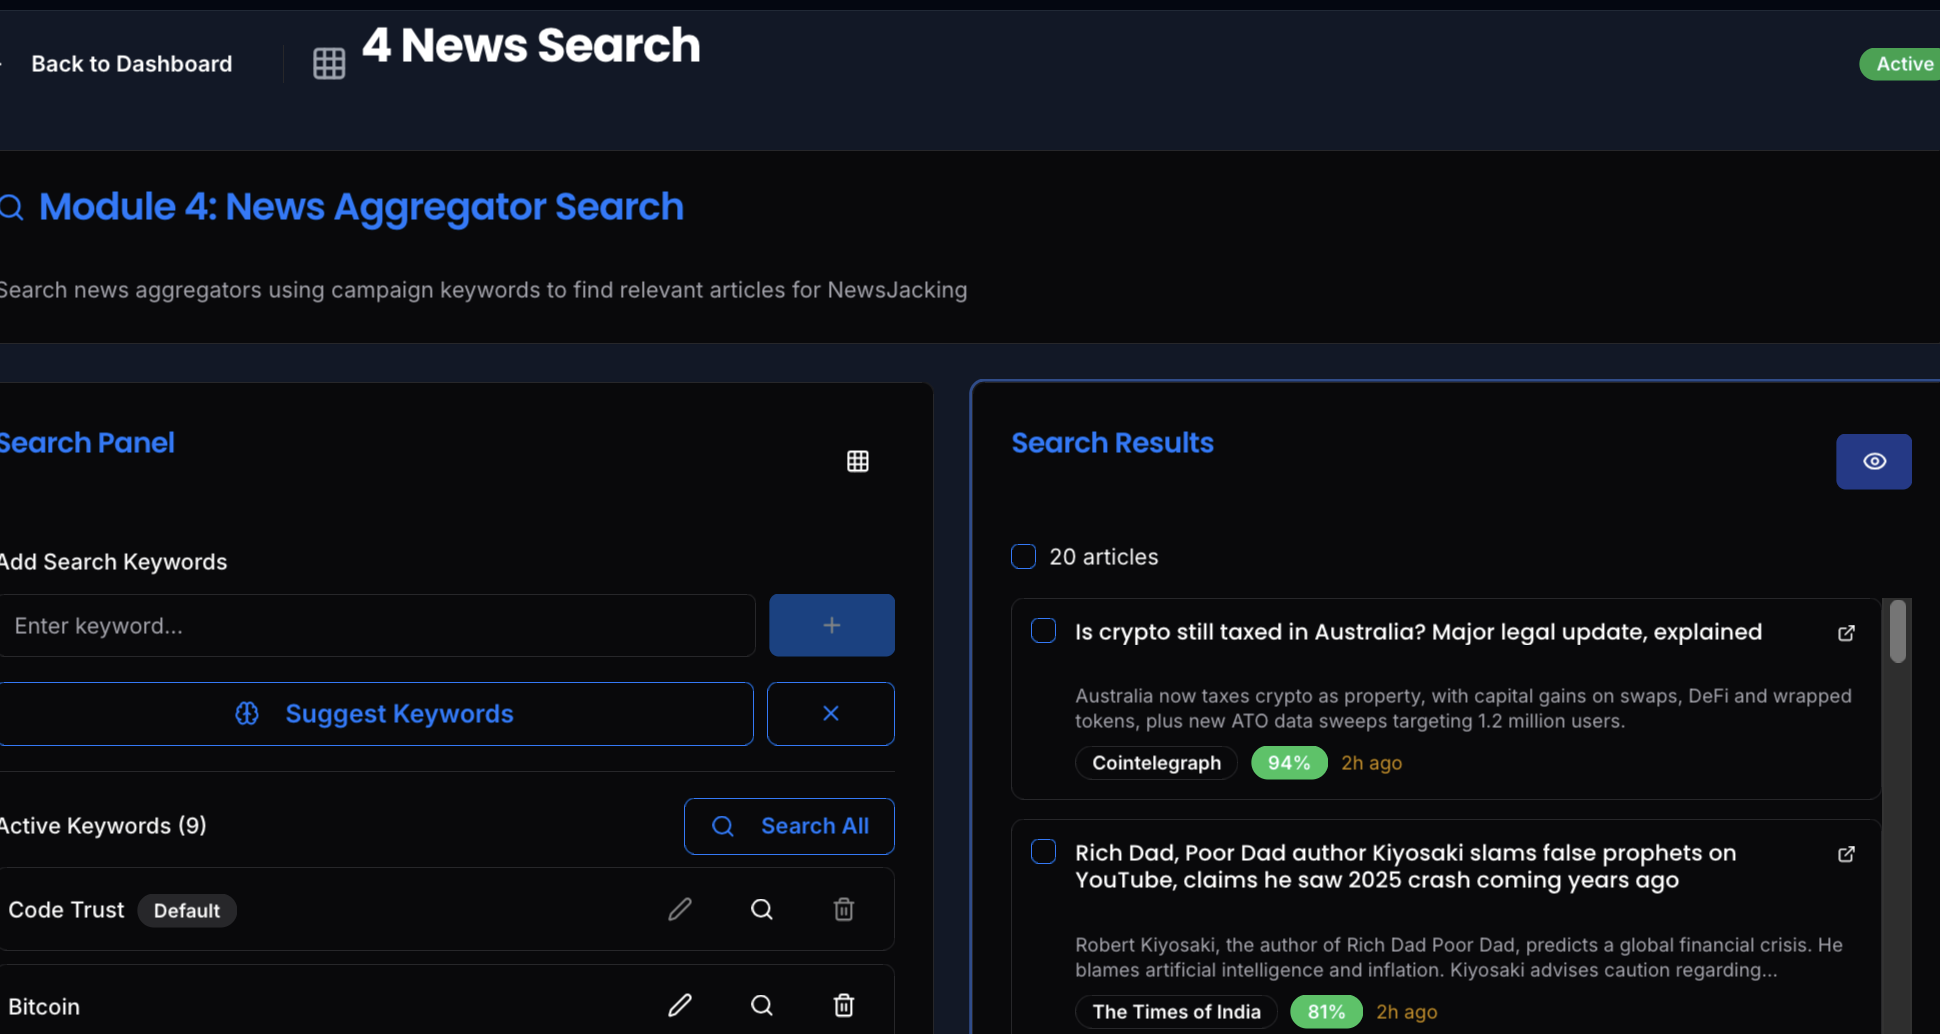 Back to Dashboard
4 News Search
Active
Module 4: News Aggregator Search
Search news aggregators using campaign keywords to find relevant articles for NewsJacking
Search Panel
Add Search Keywords
Enter keyword...
Suggest Keywords
Active Keywords (9)
Search All
Code Trust
Default
Bitcoin
Search Results
20 articles
Is crypto still taxed in Australia? Major legal update, explained
Australia now taxes crypto as property, with capital gains on swaps, DeFi and wrapped
tokens, plus new ATO data sweeps targeting 1.2 million users.
Cointelegraph
94%
2h ago
Rich Dad, Poor Dad author Kiyosaki slams false prophets on
YouTube, claims he saw 2025 crash coming years ago
Robert Kiyosaki, the author of Rich Dad Poor Dad, predicts a global financial crisis. He
blames artificial intelligence and inflation. Kiyosaki advises caution regarding...
The Times of India
81%
2h ago